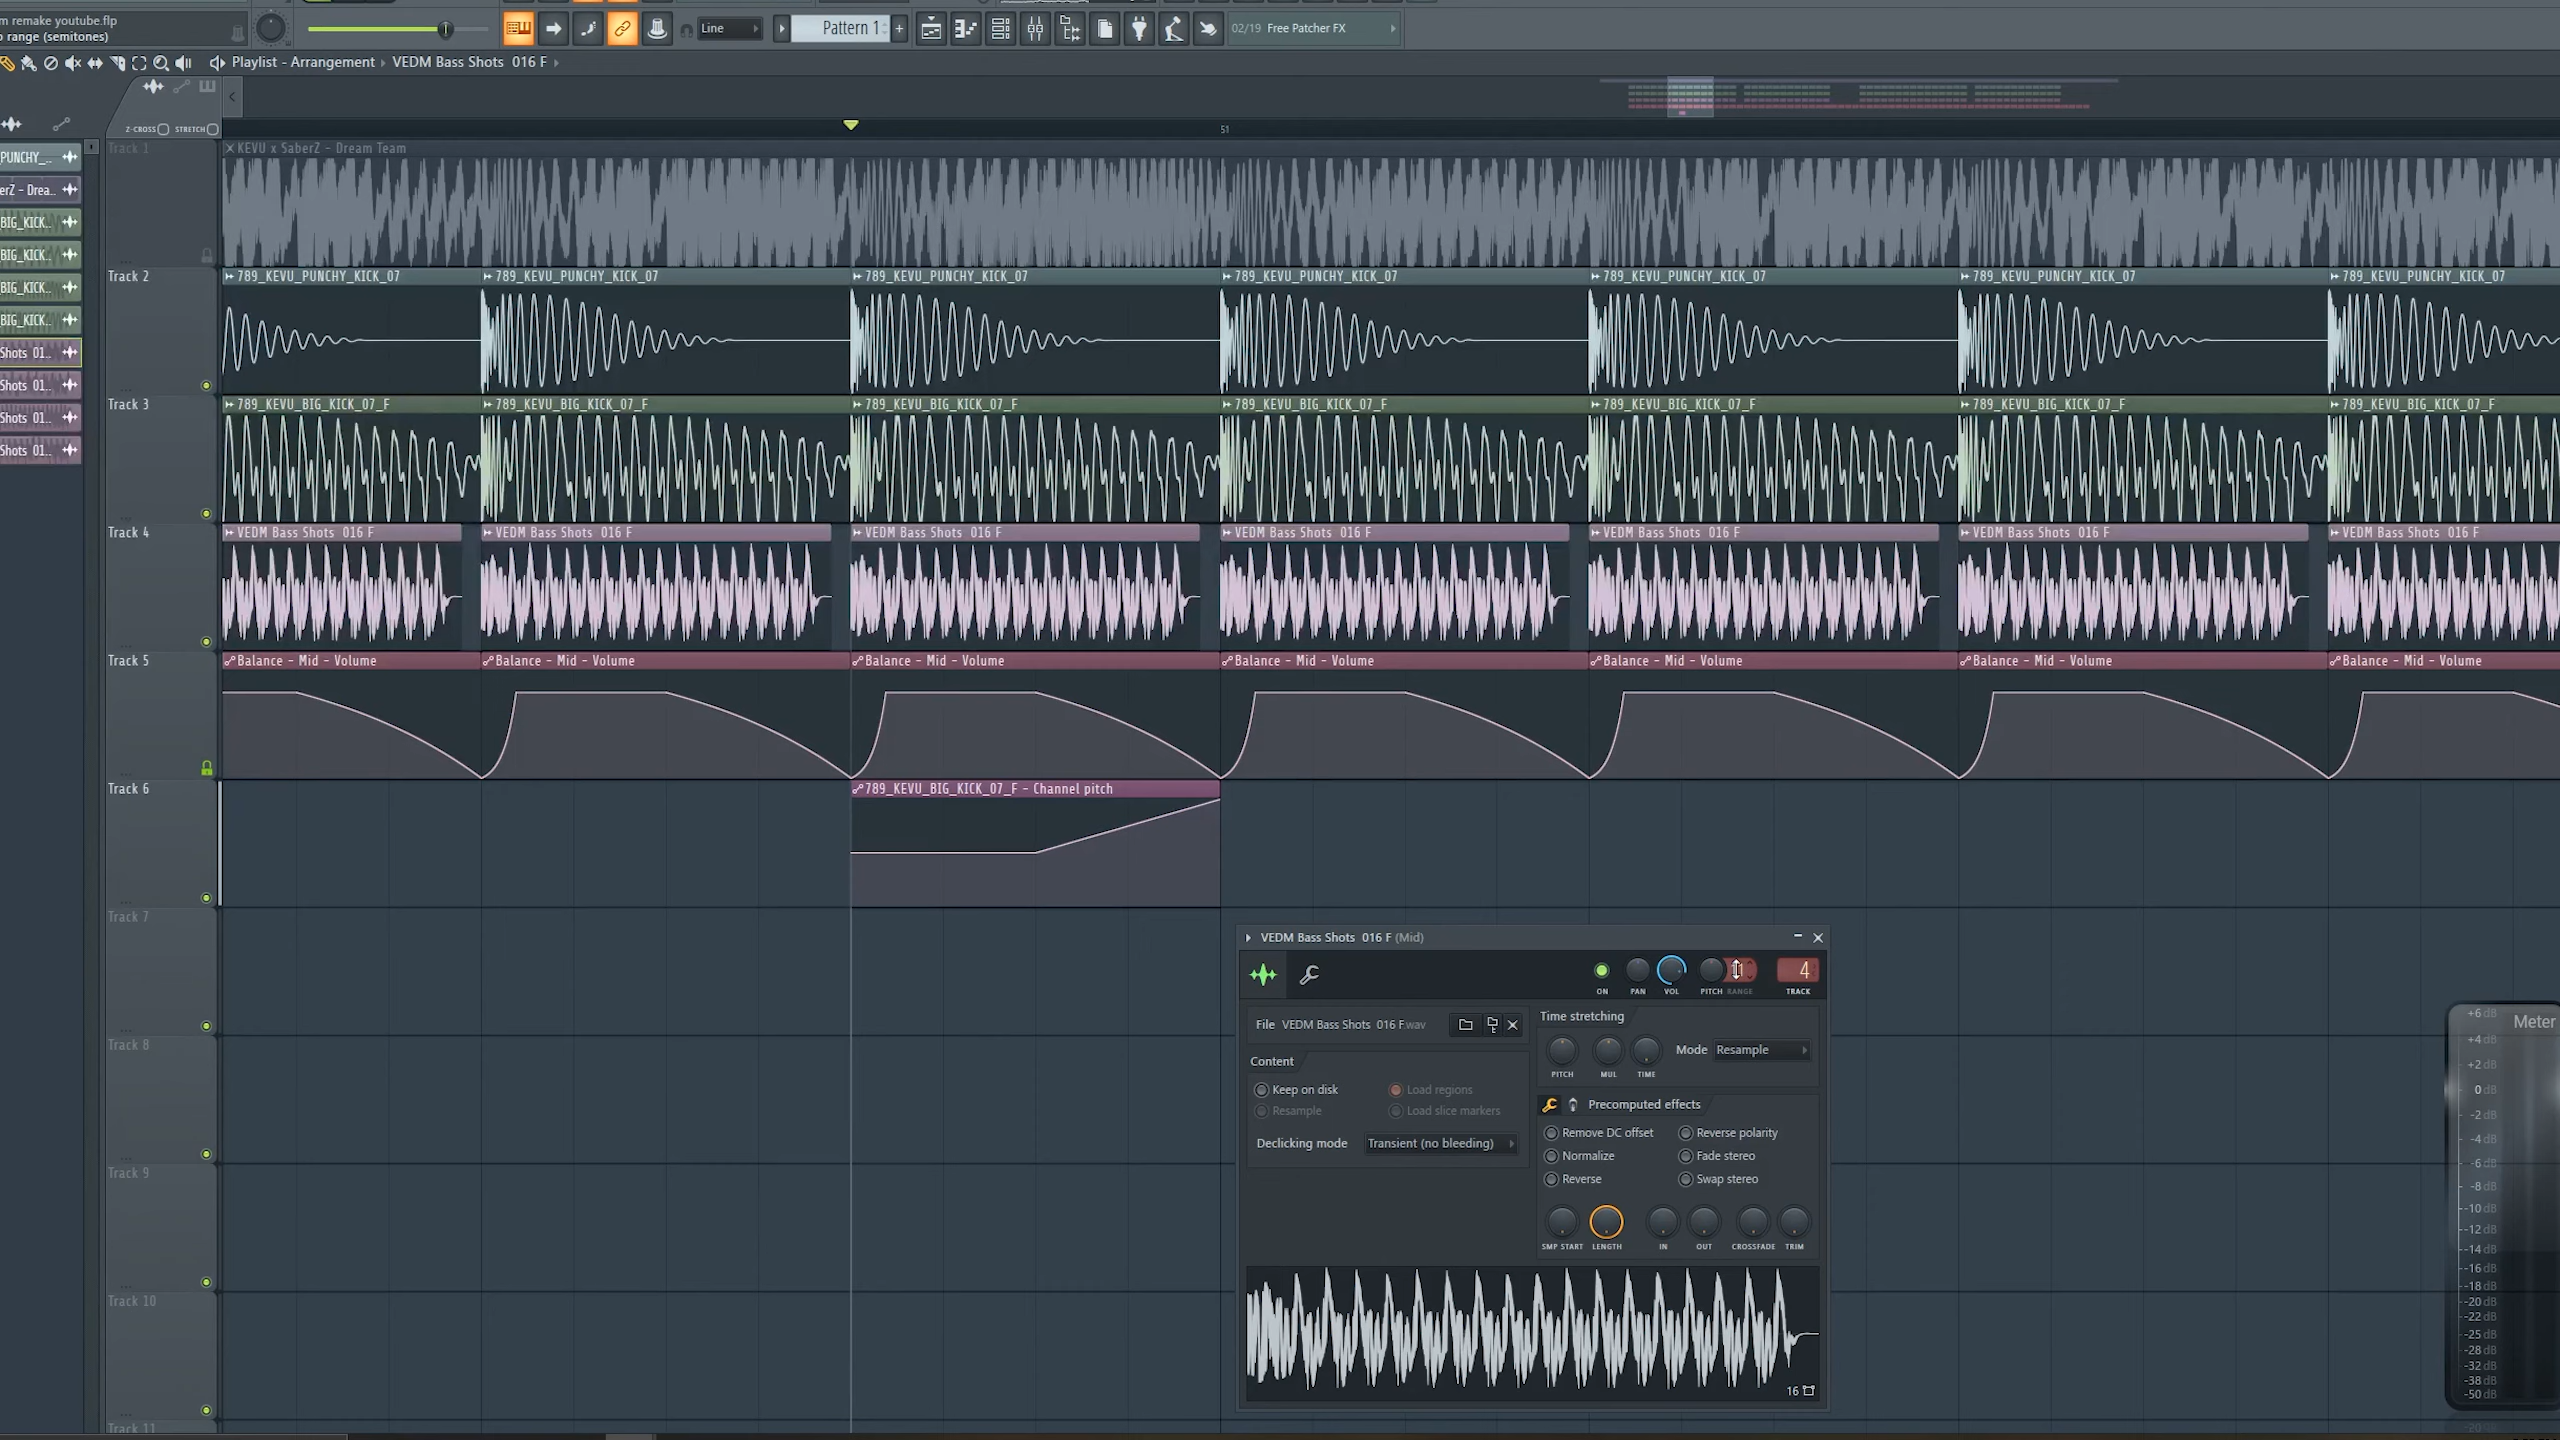 m remake youtube.flp
o range (semitones)
Line
Pattern 1
+
02/19 Free Patcher FX
Playlist - Arrangement
VEDM Bass Shots 016 F
Z-CROSS
STRETCH
51
PUNCHY_..
erZ - Drea..
BIG_KICK..
BIG_KICK..
BIG_KICK..
BIG_KICK..
Shots 01..
Shots 01..
Shots 01..
Shots 01..
Track 1
KEVU x SaberZ - Dream Team
Track 2
789_KEVU_PUNCHY_KICK_07
789_KEVU_PUNCHY_KICK_07
789_KEVU_PUNCHY_KICK_07
789_KEVU_PUNCHY_KICK_07
789_KEVU_PUNCHY_KICK_07
789_KEVU_PUNCHY_KICK_07
789_KEVU_PUNCHY_KICK_07
Track 3
789_KEVU_BIG_KICK_07_F
789_KEVU_BIG_KICK_07_F
789_KEVU_BIG_KICK_07_F
789_KEVU_BIG_KICK_07_F
789_KEVU_BIG_KICK_07_F
789_KEVU_BIG_KICK_07_F
789_KEVU_BIG_KICK_07_F
Track 4
VEDM Bass Shots 016 F
VEDM Bass Shots 016 F
VEDM Bass Shots 016 F
VEDM Bass Shots 016 F
VEDM Bass Shots 016 F
VEDM Bass Shots 016 F
VEDM Bass Shots 016 F
Track 5
Balance - Mid - Volume
Balance - Mid - Volume
Balance - Mid - Volume
Balance - Mid - Volume
Balance - Mid - Volume
Balance - Mid - Volume
Balance - Mid - Volume
Track 6
789_KEVU_BIG_KICK_07_F - Channel pitch
Track 7
Track 8
Track 9
Track 10
Track 11
VEDM Bass Shots 016 F (Mid)
4
ON
PAN
VOL
PITCH
RANGE
TRACK
File VEDM Bass Shots 016 F.wav
Content
Keep on disk
Load regions
Resample
Load slice markers
Declicking mode
Transient (no bleeding)
Time stretching
PITCH
MUL
TIME
Mode
Resample
Precomputed effects
Remove DC offset
Reverse polarity
Normalize
Fade stereo
Reverse
Swap stereo
SMP START
LENGTH
IN
OUT
CROSSFADE
TRIM
16
Meter
+6 dB
+4 dB
+2 dB
0 dB
-2 dB
-4 dB
-6 dB
-8 dB
-10 dB
-12 dB
-14 dB
-16 dB
-18 dB
-20 dB
-22 dB
-25 dB
-28 dB
-32 dB
-38 dB
-50 dB